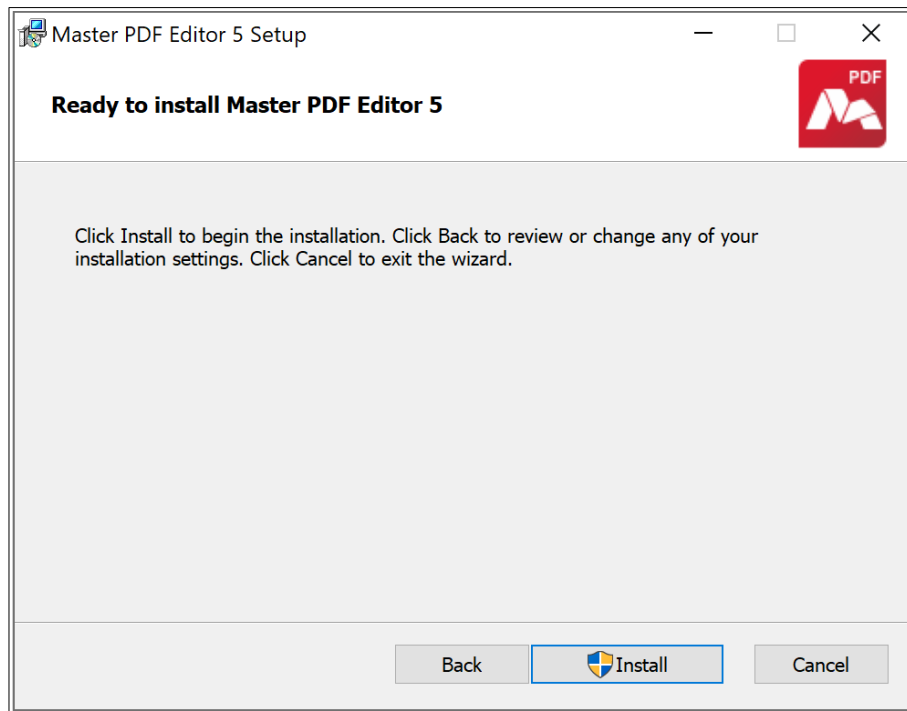 Master PDF Editor 5 Setup
PDF
Ready to install Master PDF Editor 5
Click Install to begin the installation. Click Back to review or change any of your
installation settings. Click Cancel to exit the wizard.
Back
Install
Cancel